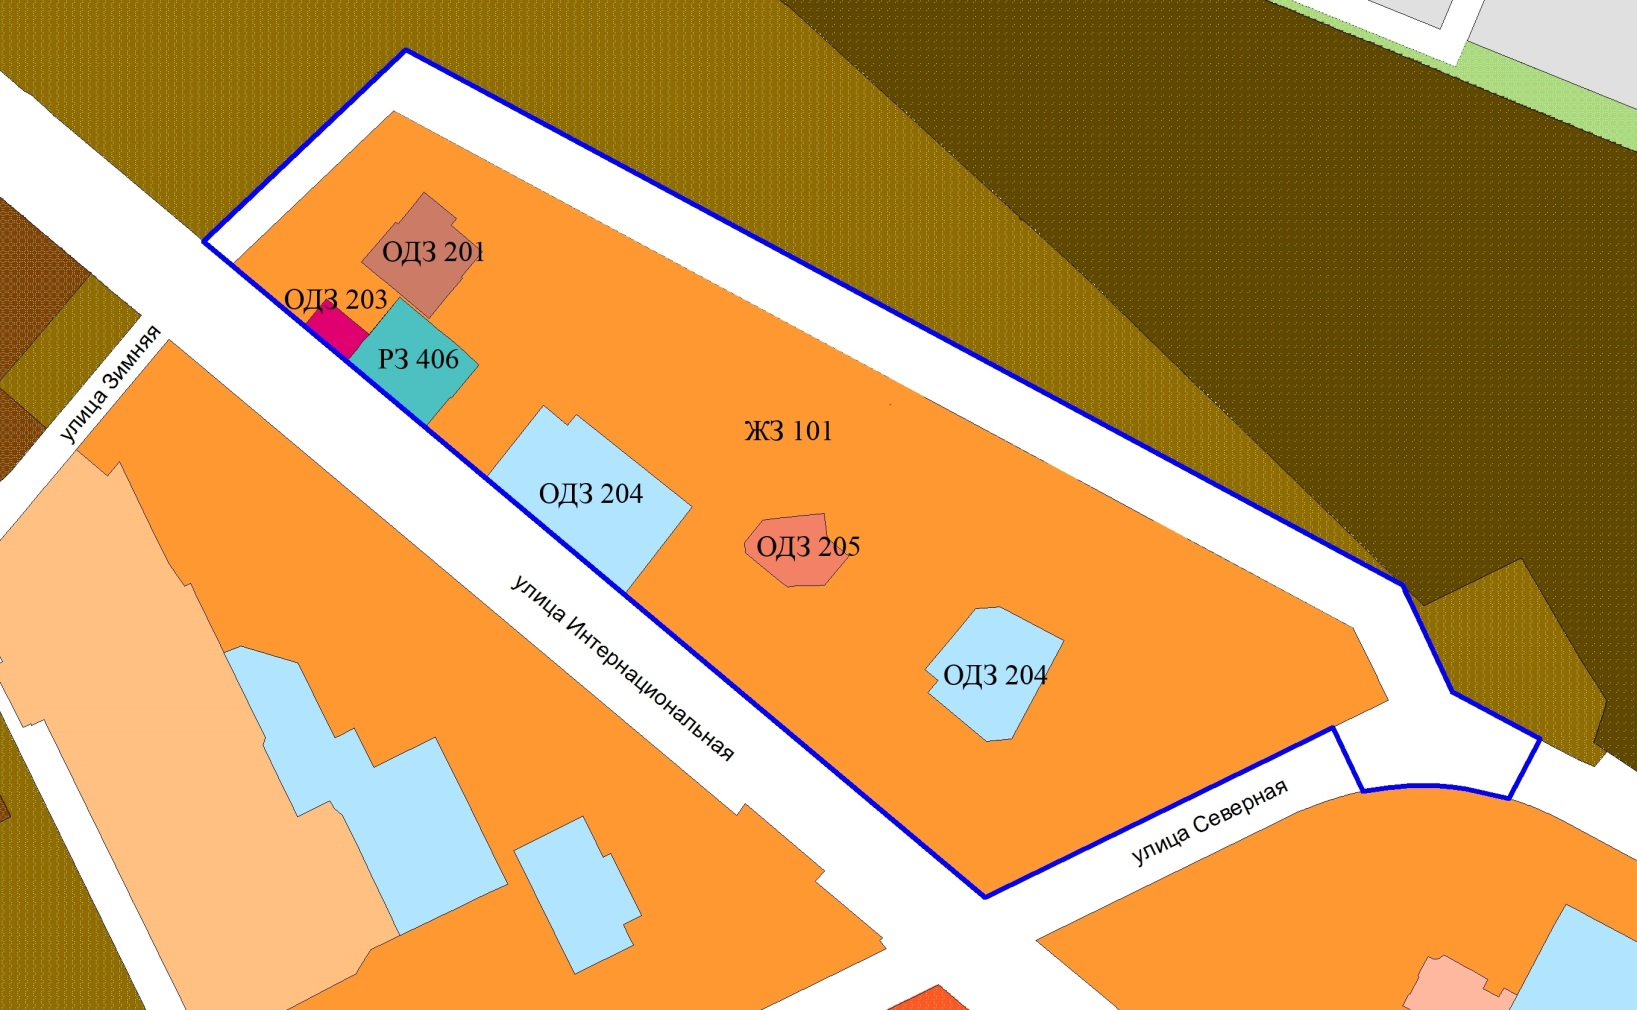 ОДЗ 201
ОДЗ 203
РЗ 406
улица Зимняя
ЖЗ 101
ОДЗ 204
ОДЗ 205
улица Интернациональная
ОДЗ 204
улица Северная